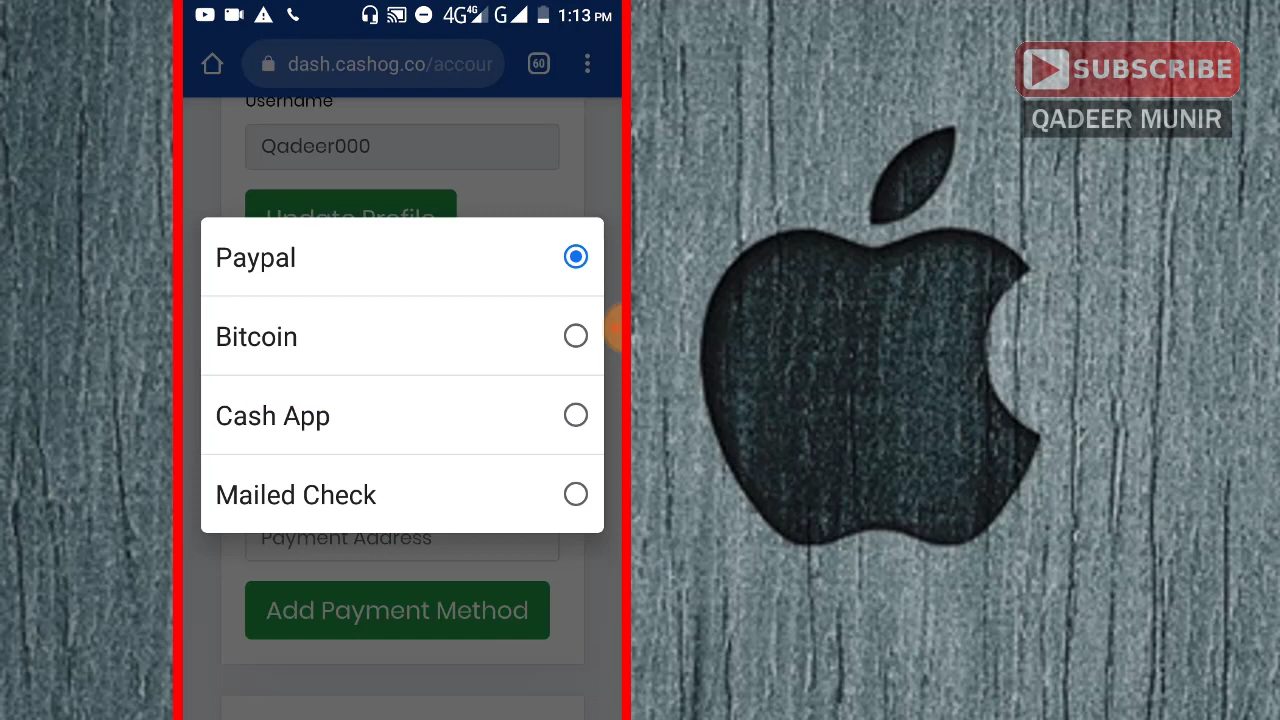 4G 4G G 1:13 PM
dash.cashog.co/accour
60
Username
Qadeer000
Update Profile
Paypal
Bitcoin
Cash App
Mailed Check
Payment Address
Add Payment Method
SUBSCRIBE
QADEER MUNIR